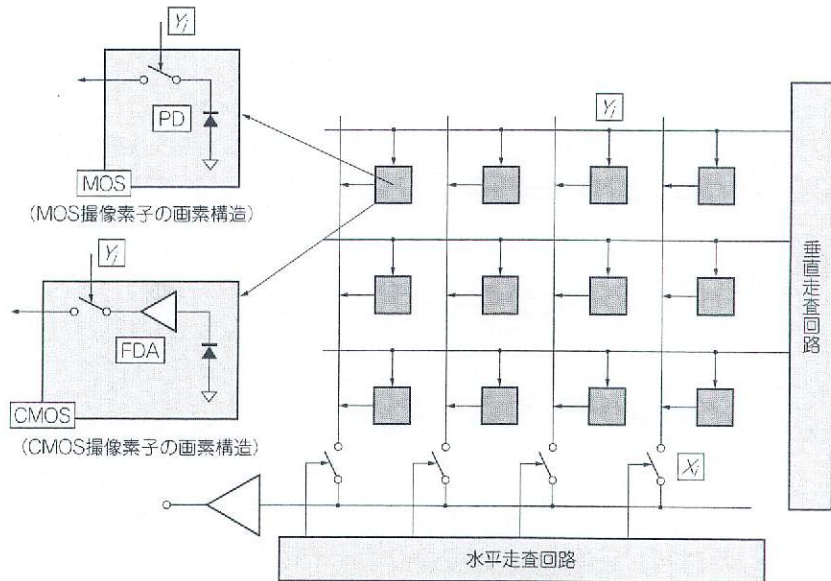 Yj
PD
MOS
(MOS撮像素子の画素構造)
Yj
FDA
CMOS
(CMOS撮像素子の画素構造)
Yj
垂直走査回路
Xi
水平走査回路